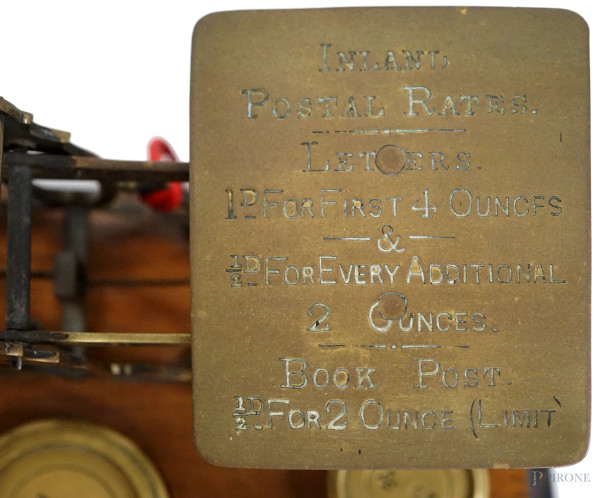 INLAND
POSTAL RATES.
LETTERS.
1D FOR FIRST 4 OUNCES
&
½D FOR EVERY ADDITIONAL
2 OUNCES.
BOOK POST.
½D FOR 2 OUNCE (LIMIT
PIRONE